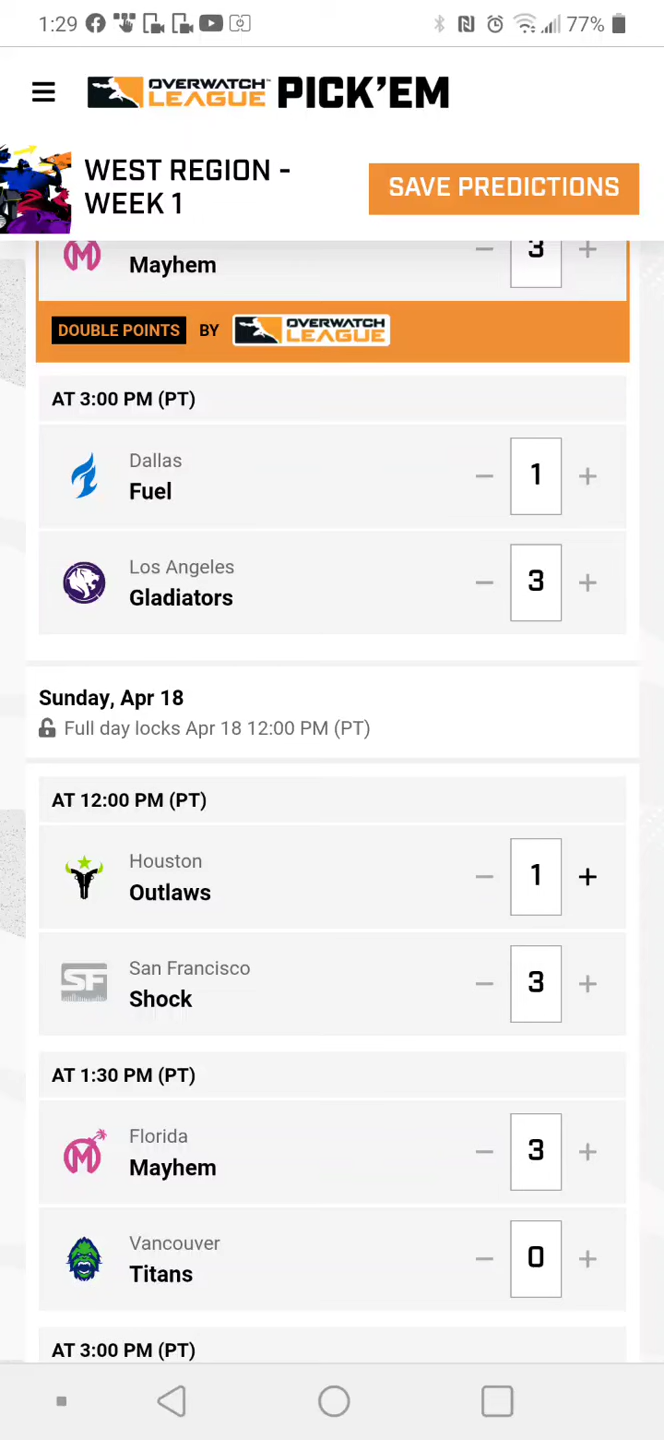 1:29
77%
OVERWATCH LEAGUE PICK'EM
WEST REGION -
WEEK 1
SAVE PREDICTIONS
Mayhem
3
DOUBLE POINTS BY OVERWATCH LEAGUE
AT 3:00 PM (PT)
Dallas
Fuel
1
Los Angeles
Gladiators
3
Sunday, Apr 18
Full day locks Apr 18 12:00 PM (PT)
AT 12:00 PM (PT)
Houston
Outlaws
1
San Francisco
Shock
3
SF
AT 1:30 PM (PT)
Florida
Mayhem
3
Vancouver
Titans
0
AT 3:00 PM (PT)